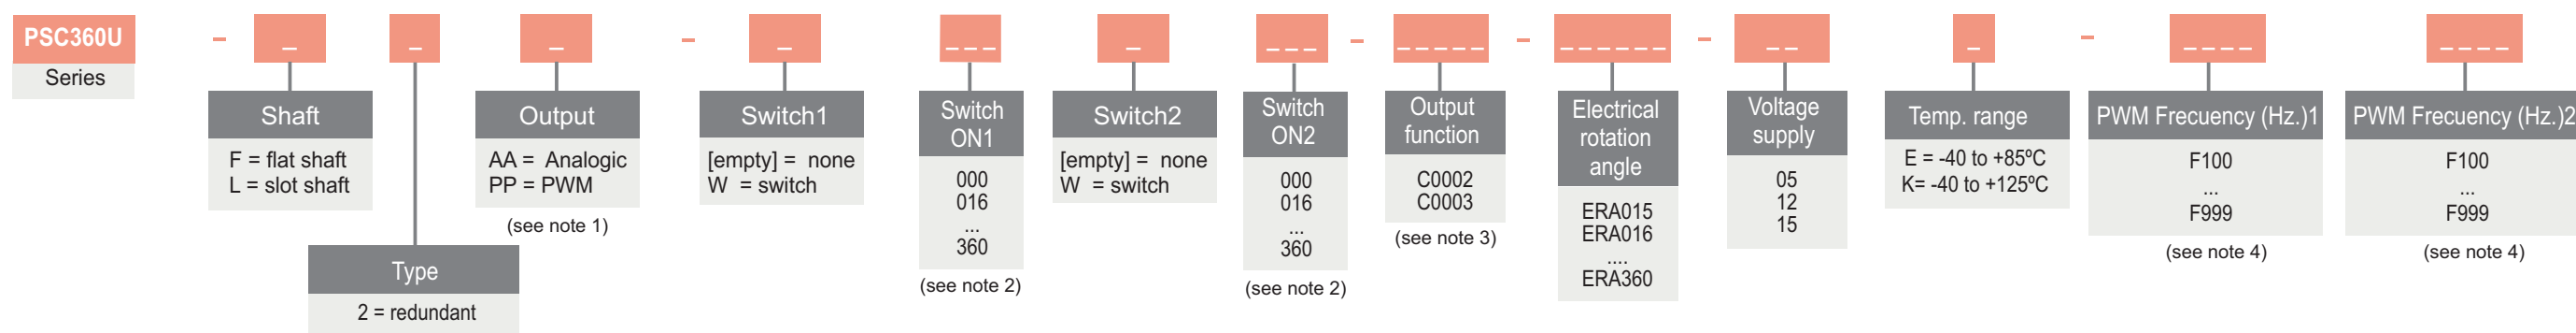 PSC360U - _ _ _ - _ _ _ _ _ _ _ _ - _ _ _ _ _ - _ _ _ _ _ _ - _ _ _ - _ _ _ _ _ _ _ _
Series
Shaft
F = flat shaft
L = slot shaft
Type
2 = redundant
Output
AA = Analogic
PP = PWM
(see note 1)
Switch1
[empty] = none
W = switch
Switch
ON1
000
016
...
360
(see note 2)
Switch2
[empty] = none
W = switch
Switch
ON2
000
016
...
360
(see note 2)
Output
function
C0002
C0003
(see note 3)
Electrical
rotation
angle
ERA015
ERA016
....
ERA360
Voltage
supply
05
12
15
Temp. range
E = -40 to +85ºC
K= -40 to +125ºC
PWM Frecuency (Hz.)1
F100
...
F999
(see note 4)
PWM Frecuency (Hz.)2
F100
...
F999
(see note 4)